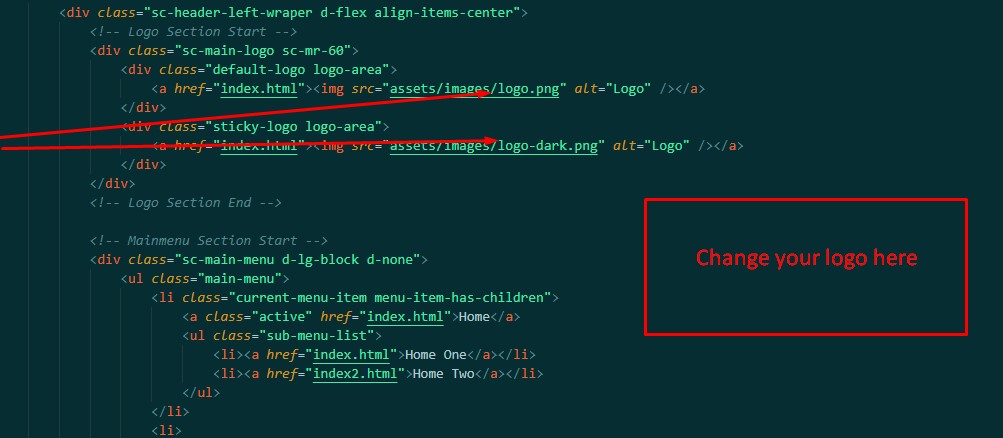 <div class="sc-header-left-wraper d-flex align-items-center">
<!-- Logo Section Start -->
<div class="sc-main-logo sc-mr-60">
<div class="default-logo logo-area">
<a href="index.html"><img src="assets/images/logo.png" alt="Logo" /></a>
</div>
<div class="sticky-logo logo-area">
<a href="index.html"><img src="assets/images/logo-dark.png" alt="Logo" /></a>
</div>
</div>
<!-- Logo Section End -->
<!-- Mainmenu Section Start -->
<div class="sc-main-menu d-lg-block d-none">
<ul class="main-menu">
<li class="current-menu-item menu-item-has-children">
<a class="active" href="index.html">Home</a>
<ul class="sub-menu-list">
<li><a href="index.html">Home One</a></li>
<li><a href="index2.html">Home Two</a></li>
</ul>
</li>
<li>
Change your logo here